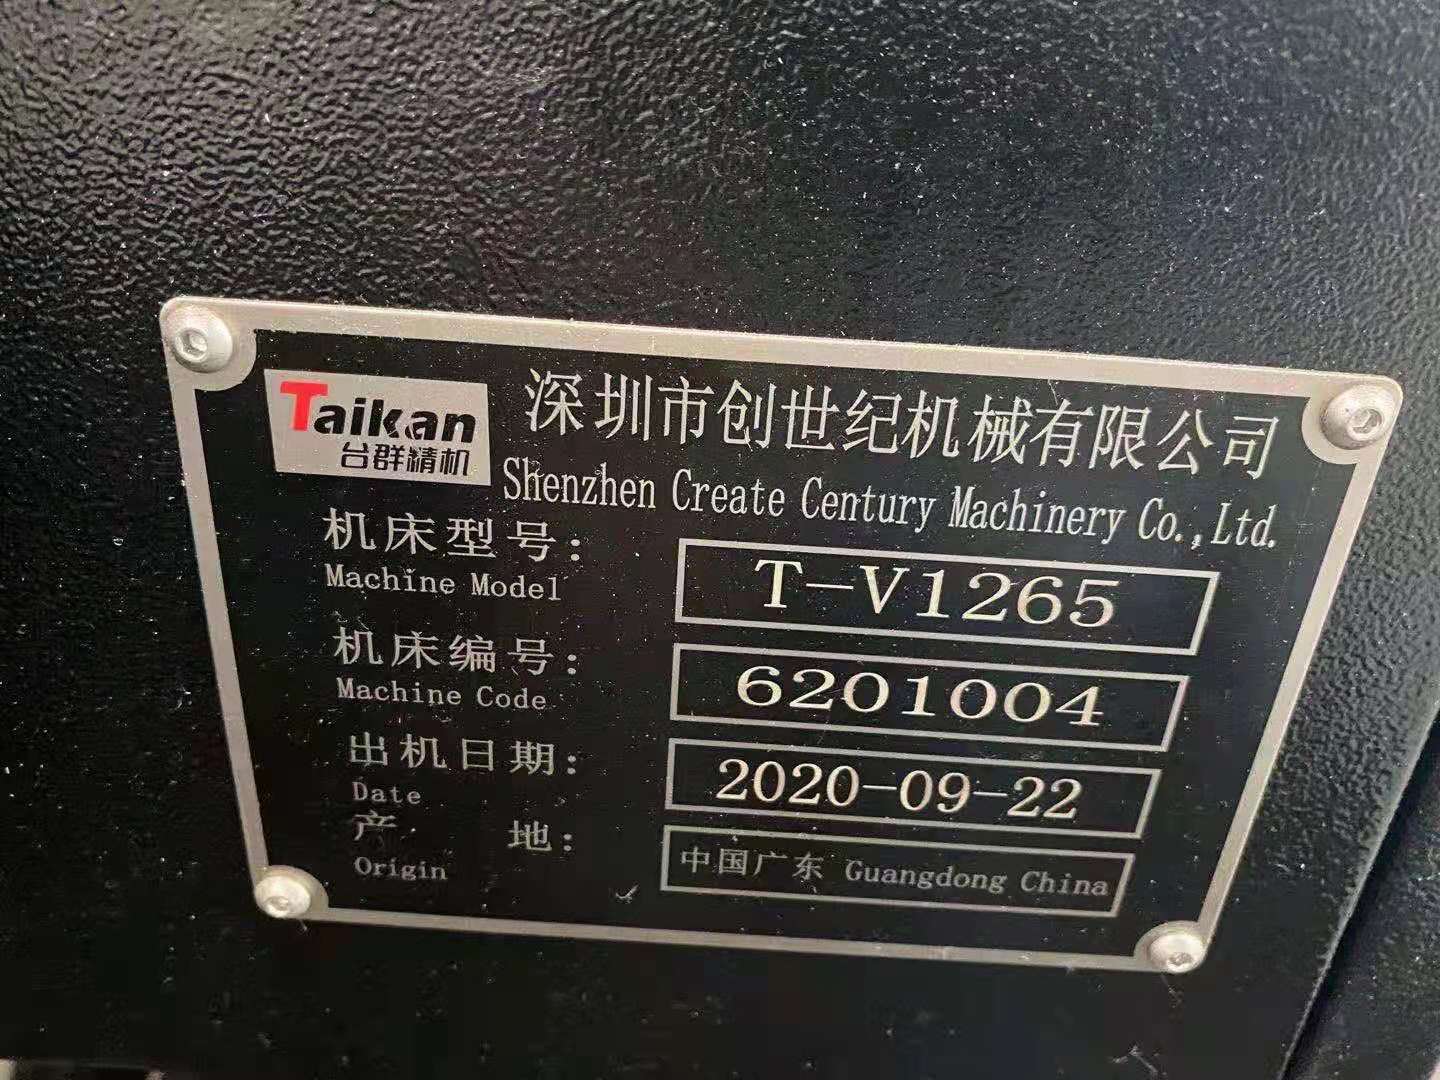 Taikan
台群精机
深圳市创世纪机械有限公司
Shenzhen Create Century Machinery Co.,Ltd.
机床型号: T-V1265
Machine Model
机床编号: 6201004
Machine Code
出机日期: 2020-09-22
Date
产地: 中国广东 Guangdong China
Origin